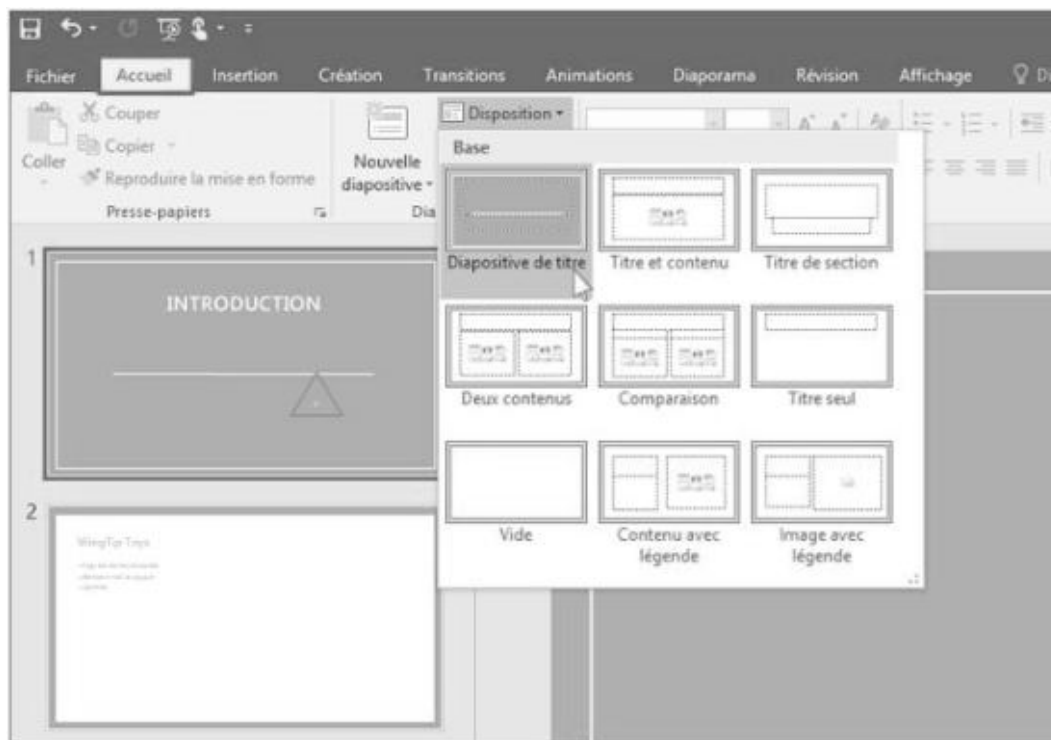 Fichier Accueil Insertion Création Transitions Animations Diaporama Révision Affichage
Couper
Copier
Reproduire la mise en forme
Coller
Presse-papiers
Nouvelle
diapositive
Dia
Disposition
Base
Diapositive de titre Titre et contenu Titre de section
Deux contenus Comparaison Titre seul
Vide Contenu avec légende Image avec légende
1
INTRODUCTION
2
WingTip Toys